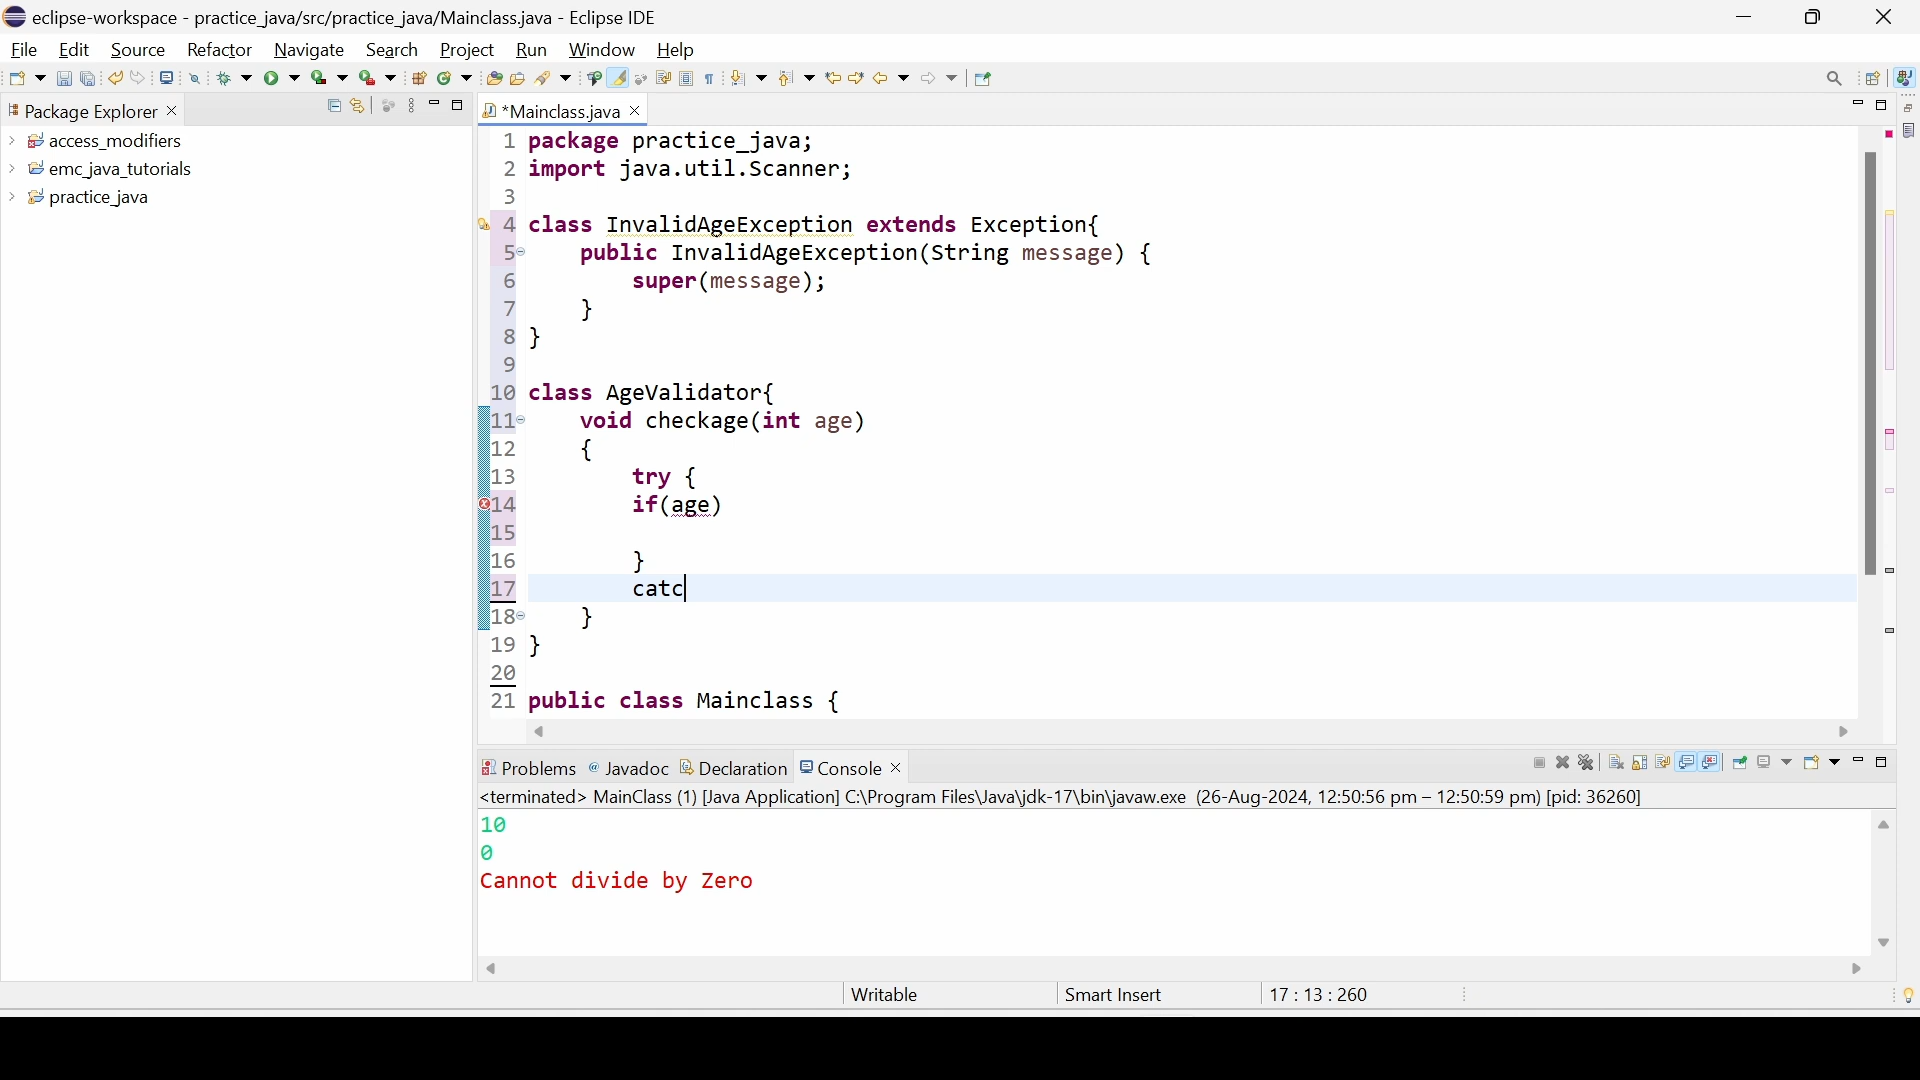 eclipse-workspace - practice_java/src/practice_java/Mainclass.java - Eclipse IDE
File Edit Source Refactor Navigate Search Project Run Window Help
Package Explorer
access_modifiers
emc_java_tutorials
practice_java
*Mainclass.java
1 package practice_java;
2 import java.util.Scanner;
3
4 class InvalidAgeException extends Exception{
5 public InvalidAgeException(String message) {
6 super(message);
7 }
8 }
9
10 class AgeValidator{
11 void checkage(int age)
12 {
13 try {
14 if(age)
15
16 }
17 catc
18 }
19 }
20
21 public class Mainclass {
Problems Javadoc Declaration Console
<terminated> MainClass (1) [Java Application] C:\Program Files\Java\jdk-17\bin\javaw.exe (26-Aug-2024, 12:50:56 pm – 12:50:59 pm) [pid: 36260]
10
0
Cannot divide by Zero
Writable Smart Insert 17 : 13 : 260